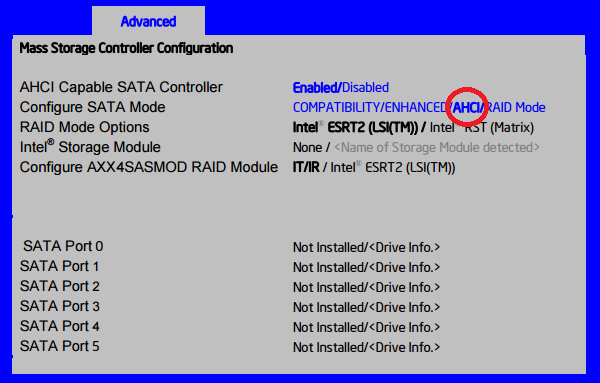 Advanced
Mass Storage Controller Configuration
AHCI Capable SATA Controller Enabled/Disabled
Configure SATA Mode COMPATIBILITY/ENHANCED/AHCI/RAID Mode
RAID Mode Options Intel® ESRT2 (LSI(TM)) / Intel® RST (Matrix)
Intel® Storage Module None / <Name of Storage Module detected>
Configure AXX4SASMOD RAID Module IT/IR / Intel® ESRT2 (LSI(TM))
SATA Port 0 Not Installed/<Drive Info.>
SATA Port 1 Not Installed/<Drive Info.>
SATA Port 2 Not Installed/<Drive Info.>
SATA Port 3 Not Installed/<Drive Info.>
SATA Port 4 Not Installed/<Drive Info.>
SATA Port 5 Not Installed/<Drive Info.>